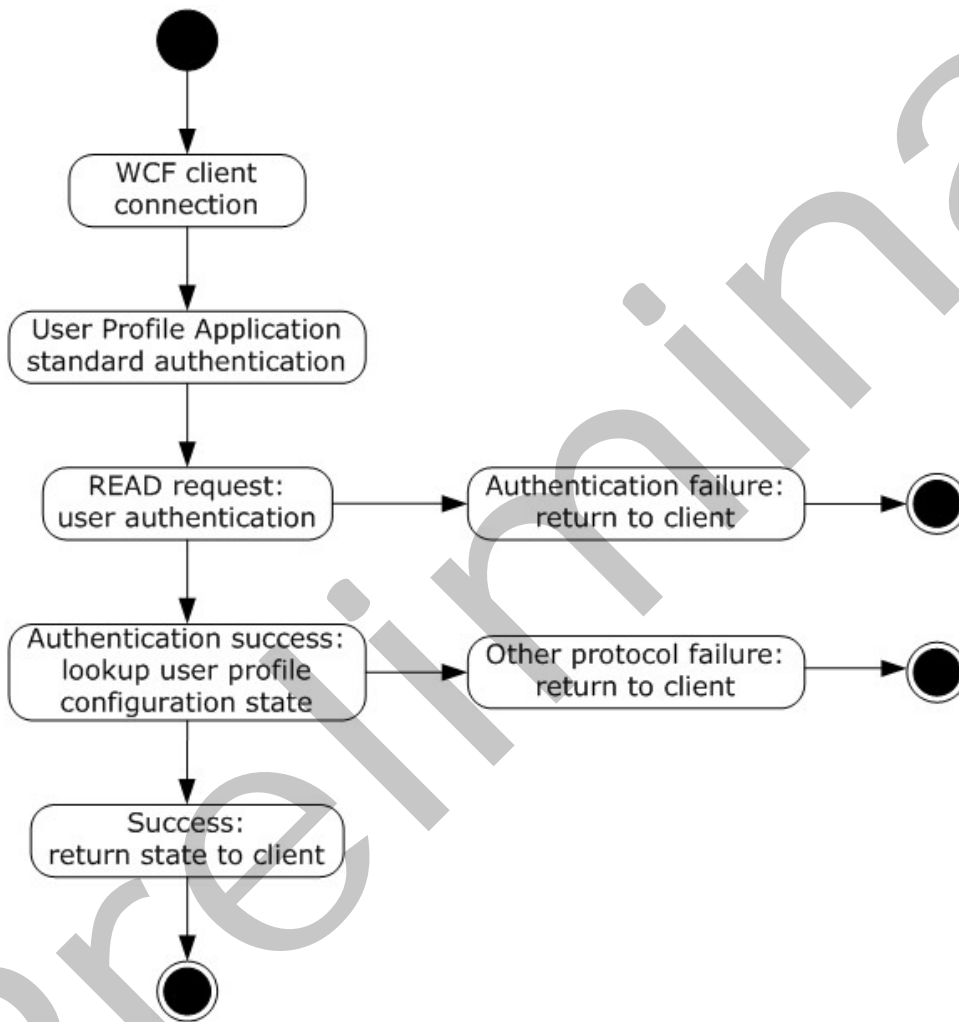 WCF client
connection
User Profile Application
standard authentication
READ request:
user authentication
Authentication failure:
return to client
Authentication success:
lookup user profile
configuration state
Other protocol failure:
return to client
Success:
return state to client
Prelimina